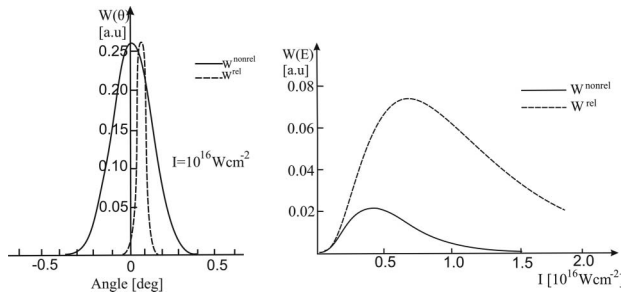 W(θ)
[a.u]
0.25
0.20
0.15
0.10
0.05
W^nonrel
W^rel
I=10^16Wcm^-2
-0.5
0
0.5
Angle [deg]
W(E)
[a.u]
0.08
0.06
0.04
0.02
W^nonrel
W^rel
0.5
1.0
1.5
2.0
I [10^16Wcm^-2]